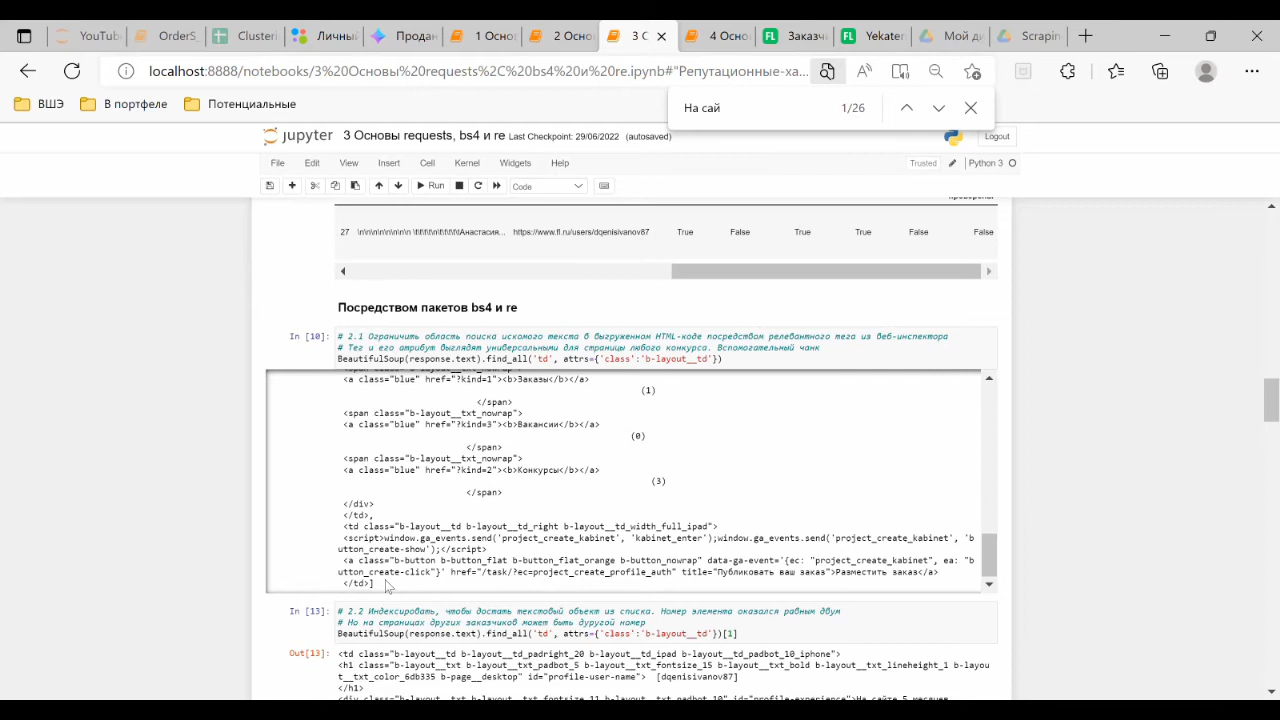 YouTub
OrderS
Clusteri
Личный
Продан
1 Осно
2 Осно
3 С
4 Осно
Заказча
Yekater
Мой ди
Scrapin
localhost:8888/notebooks/3%20Основы%20requests%2C%20bs4%20и%20re.ipynb#"Репутационные-ха...
ВШЭ
В портфеле
Потенциальные
На сай 1/26
jupyter 3 Основы requests, bs4 и re Last Checkpoint: 29/06/2022 (autosaved)
Logout
File Edit View Insert Cell Kernel Widgets Help
Trusted Python 3
Run Code
проверены
27 \n\n\n\n\n\n\n \t\t\t\t\n\t\t\t\t\tАнастасия... https://www.fl.ru/users/dqenisivanov87 True False True True False False
Посредством пакетов bs4 и re
In [10]: # 2.1 Ограничить область поиска искомого текста в выгруженном HTML-коде посредством релевантного тега из веб-инспектора
# Тег и его атрибут выглядят универсальными для страницы любого конкурса. Вспомогательный чанк
BeautifulSoup(response.text).find_all('td', attrs={'class':'b-layout__td'})
<a class="blue" href="?kind=1"><b>Заказы</b></a>
(1)
</span>
<span class="b-layout__txt_nowrap">
<a class="blue" href="?kind=3"><b>Вакансии</b></a>
(0)
</span>
<span class="b-layout__txt_nowrap">
<a class="blue" href="?kind=2"><b>Конкурсы</b></a>
(3)
</span>
</div>
</td>,
<td class="b-layout__td b-layout__td_right b-layout__td_width_full_ipad">
<script>window.ga_events.send('project_create_kabinet', 'kabinet_enter');window.ga_events.send('project_create_kabinet', 'b
utton_create-show');</script>
<a class="b-button b-button_flat b-button_flat_orange b-button_nowrap" data-ga-event='{ec: "project_create_kabinet", ea: "b
utton_create-click"}' href="/task/?ec=project_create_profile_auth" title="Публиковать ваш заказ">Разместить заказ</a>
</td>]
In [13]: # 2.2 Индексировать, чтобы достать текстовый объект из списка. Номер элемента оказался равным двум
# Но на страницах других заказчиков может быть дуругой номер
BeautifulSoup(response.text).find_all('td', attrs={'class':'b-layout__td'})[1]
Out[13]: <td class="b-layout__td b-layout__td_padright_20 b-layout__td_ipad b-layout__td_padbot_10_iphone">
<h1 class="b-layout__txt b-layout__txt_padbot_5 b-layout__txt_fontsize_15 b-layout__txt_bold b-layout__txt_lineheight_1 b-layou
t__txt_color_6db335 b-page__desktop" id="profile-user-name"> [dqenisivanov87]
</h1>